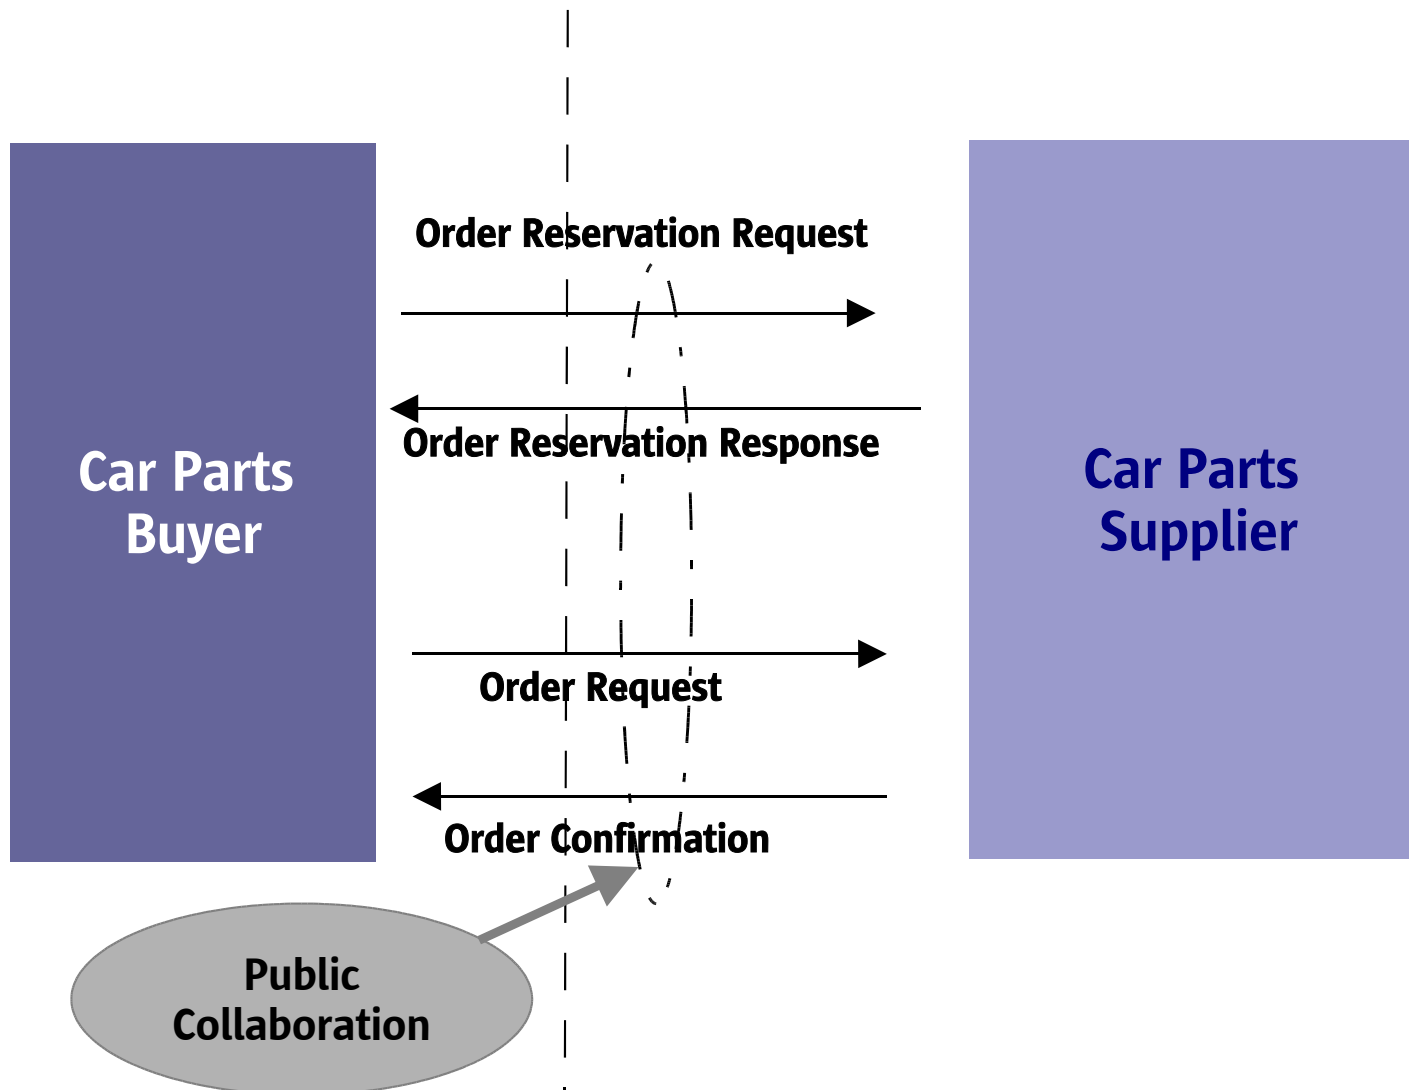 Order Reservation Request
Order Reservation Response
Car Parts
Buyer
Car Parts
Supplier
Order Request
Order Confirmation
Public
Collaboration